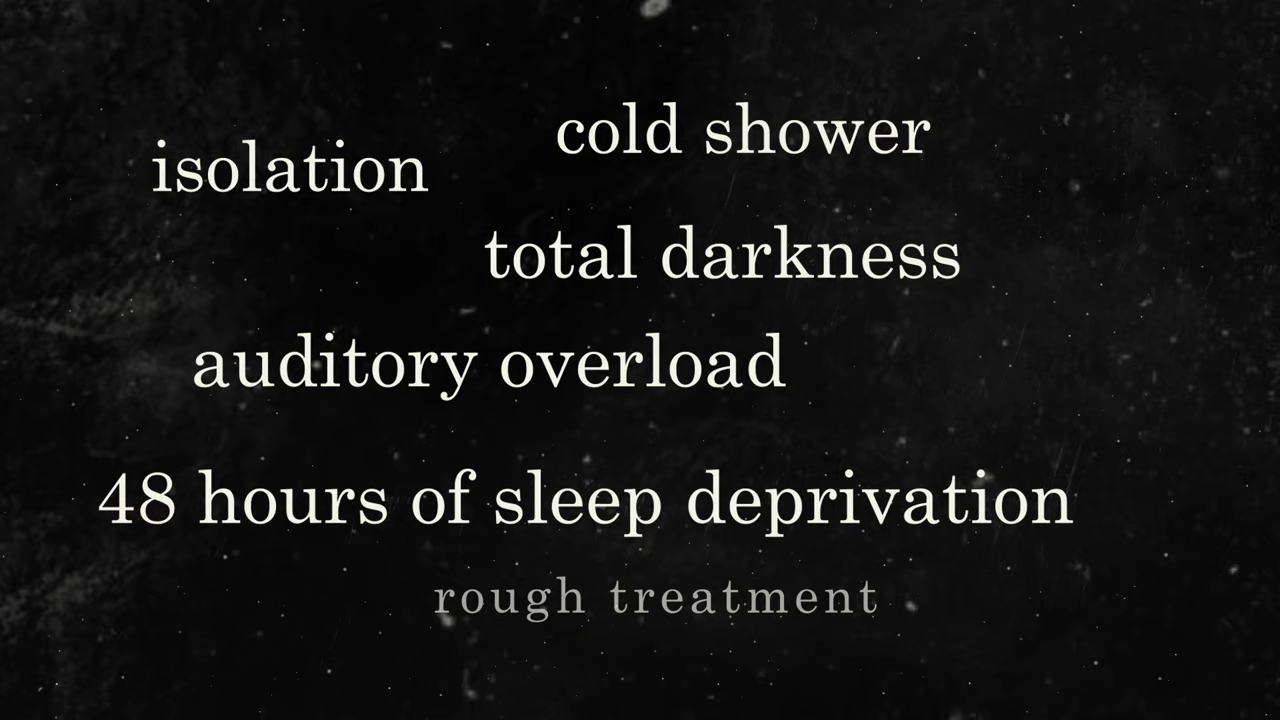 isolation
cold shower
total darkness
auditory overload
48 hours of sleep deprivation
rough treatment